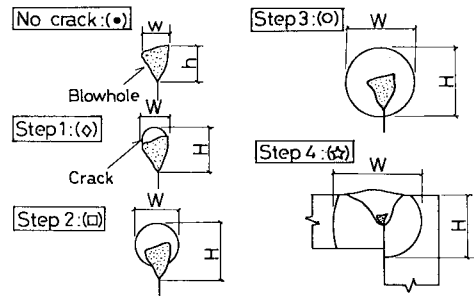 No crack:(●)
w
h
Blowhole
Step1:(◇)
W
H
Crack
Step 2:(□)
W
H
Step3:(○)
W
H
Step 4:(☆)
W
H